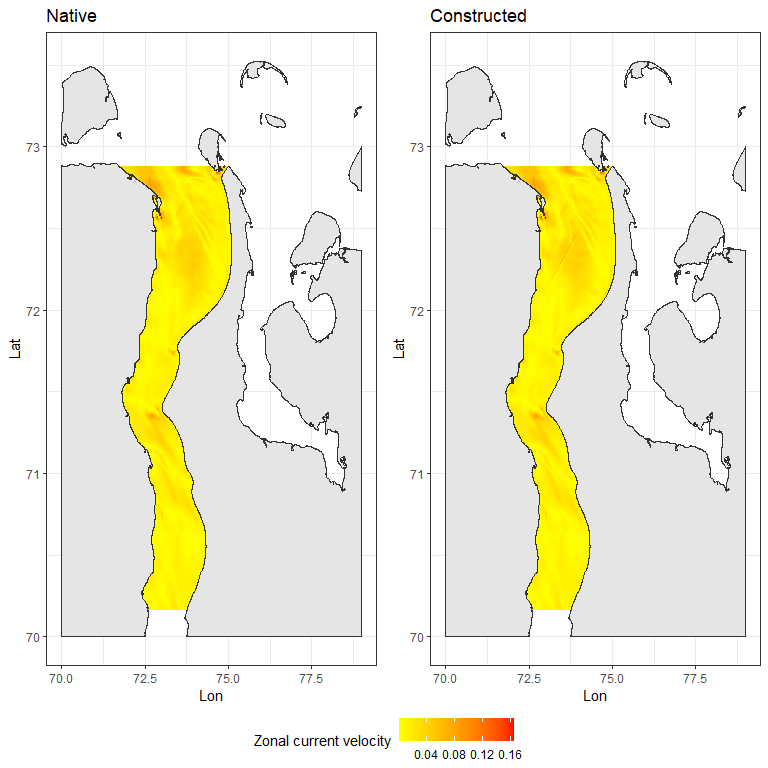 Native
Constructed
73
72
71
70
Lat
70.0 72.5 75.0 77.5
Lon
73
72
71
70
Lat
70.0 72.5 75.0 77.5
Lon
Zonal current velocity
0.04 0.08 0.12 0.16